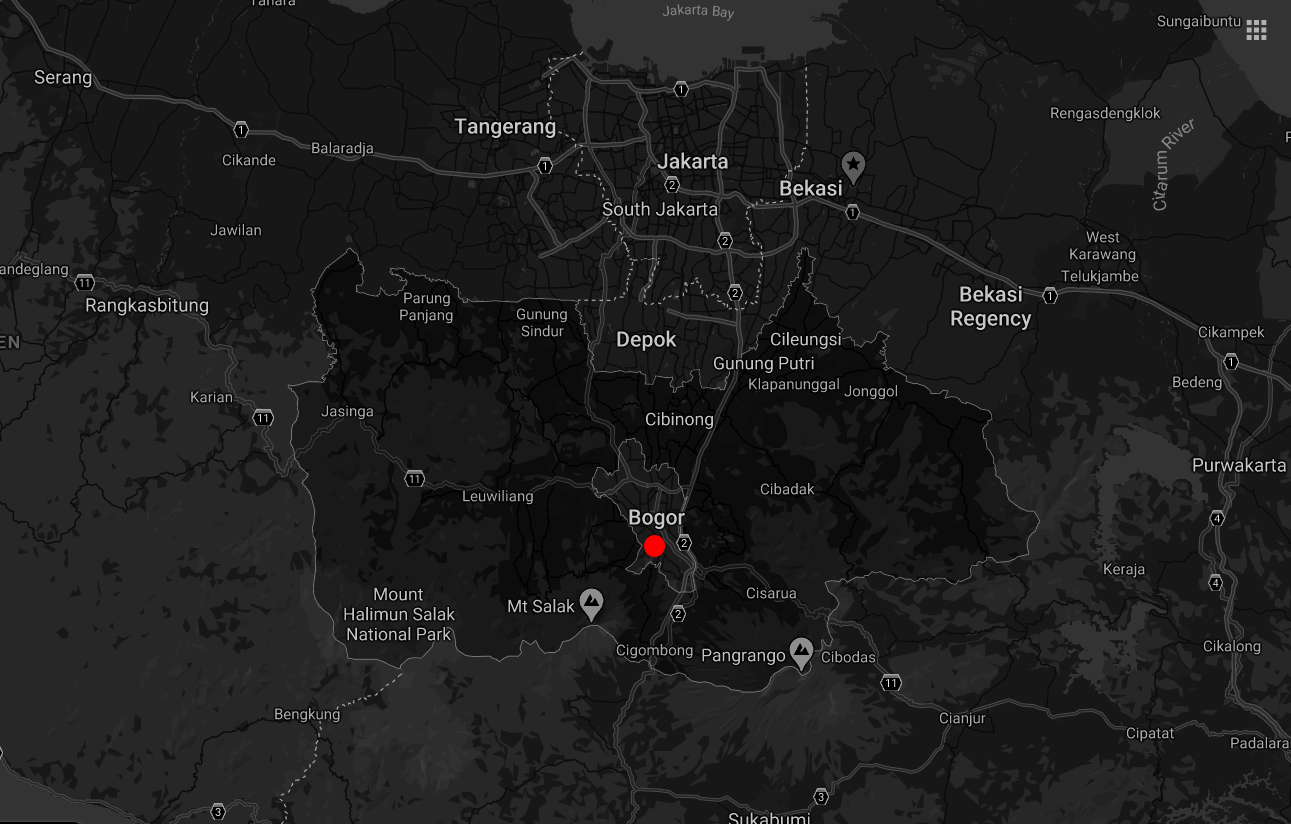 Jakarta Bay
Sungaibuntu
Serang
Rengasdengklok
1
Tangerang
1
Citarum River
Balaradja
Cikande
1
Jakarta
2
Bekasi
South Jakarta
1
Jawilan
2
West
Karawang
andeglang
11
Telukjambe
Rangkasbitung
Parung
Panjang
2
Bekasi
Regency
1
Gunung
Sindur
EN
Depok
Cileungsi
Cikampek
Gunung Putri
1
Klapanunggal
Jonggol
Bedeng
Karian
Jasinga
11
Cibinong
Purwakarta
11
Leuwiliang
Cibadak
Bogor
4
2
Keraja
4
Mount
Halimun Salak
National Park
Mt Salak
Cisarua
2
Cigombong
Pangrango
Cibodas
Cikalong
11
Bengkung
Cianjur
Cipatat
Padalara
3
3
Sukabumi